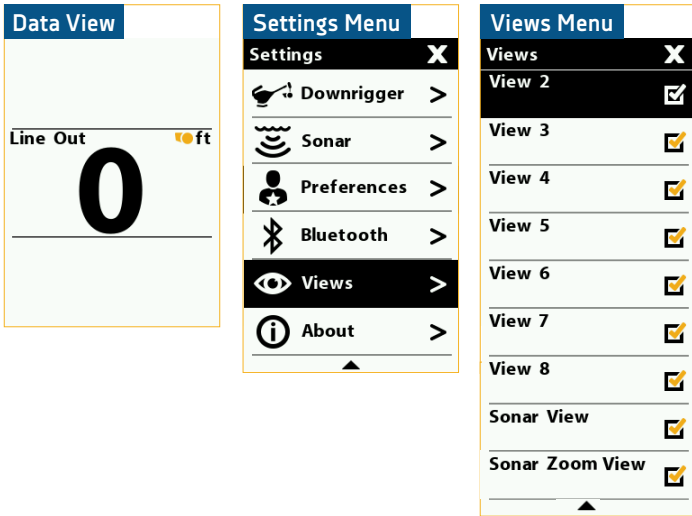 Data View
Line Out ft
0
Settings Menu
Settings X
Downrigger >
Sonar >
Preferences >
Bluetooth >
Views >
About >
Views Menu
Views X
View 2
View 3
View 4
View 5
View 6
View 7
View 8
Sonar View
Sonar Zoom View